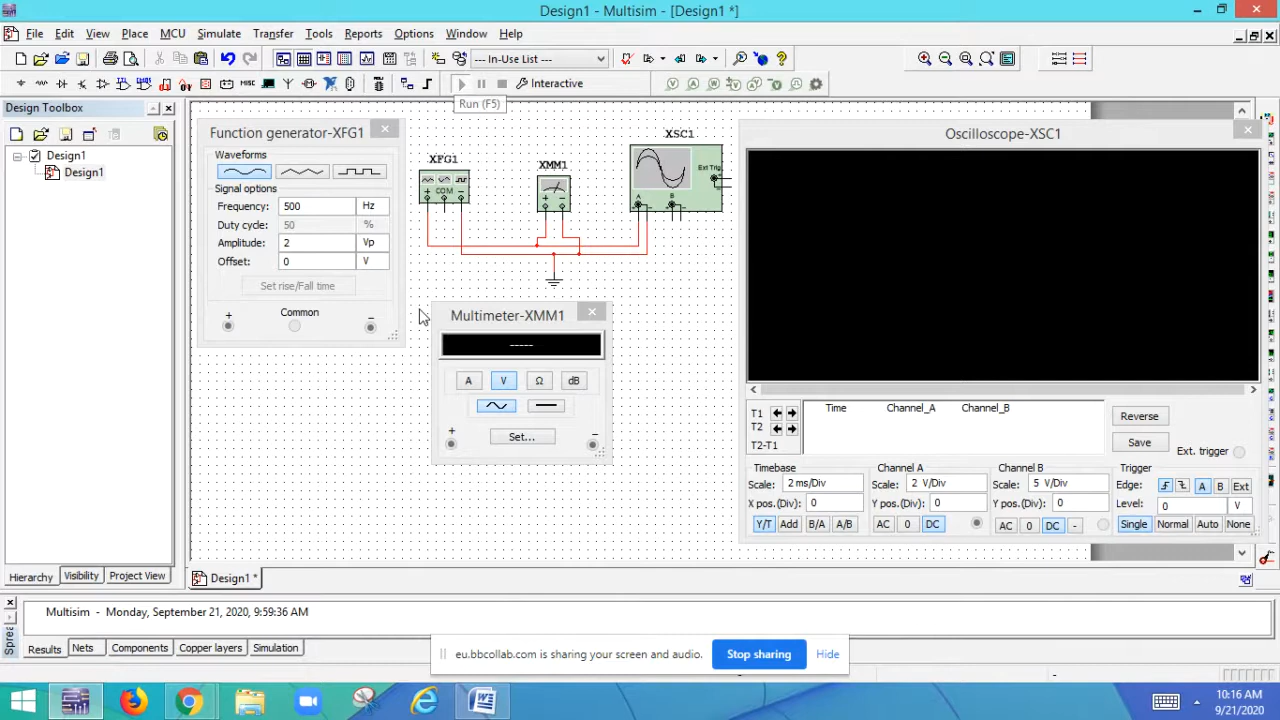 Design1 - Multisim - [Design1 *]
File Edit View Place MCU Simulate Transfer Tools Reports Options Window Help
--- In-Use List ---
Interactive
Run (F5)
Design Toolbox
Design1
Design1
Hierarchy Visibility Project View
Function generator-XFG1
Waveforms
Signal options
Frequency: 500 Hz
Duty cycle: 50 %
Amplitude: 2 Vp
Offset: 0 V
Set rise/Fall time
+ Common −
XFG1
COM
+ −
XMM1
+ −
XSC1
Ext Trig
A B
Multimeter-XMM1
-----
A V Ω dB
Set...
+ −
Oscilloscope-XSC1
Time Channel_A Channel_B
T1
T2
T2-T1
Reverse
Save
Ext. trigger
Timebase
Scale: 2 ms/Div
X pos.(Div): 0
Y/T Add B/A A/B
Channel A
Scale: 2 V/Div
Y pos.(Div): 0
AC 0 DC
Channel B
Scale: 5 V/Div
Y pos.(Div): 0
AC 0 DC -
Trigger
Edge: A B Ext
Level: 0 V
Single Normal Auto None
Design1 *
Multisim - Monday, September 21, 2020, 9:59:36 AM
Results Nets Components Copper layers Simulation
eu.bbcollab.com is sharing your screen and audio. Stop sharing Hide
10:16 AM
9/21/2020